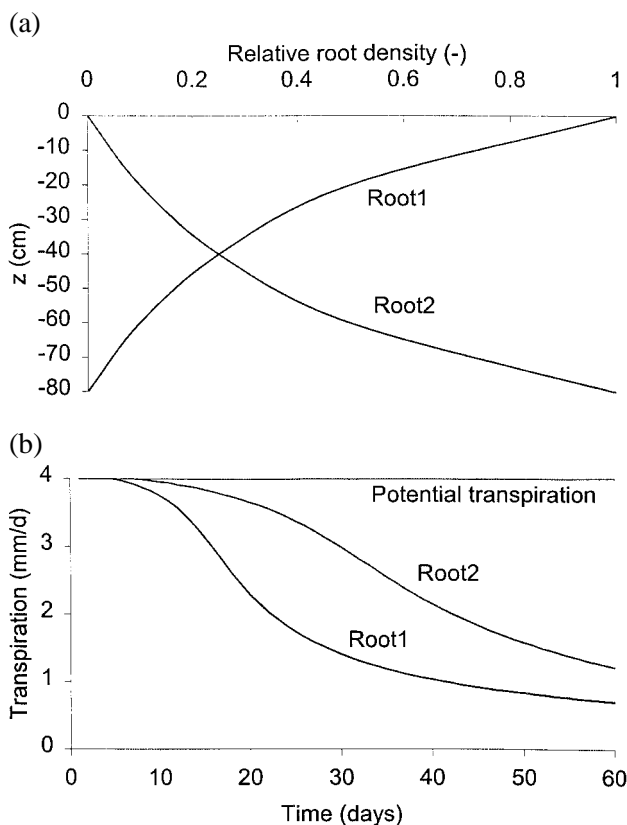 (a)
Relative root density (-)
0 0.2 0.4 0.6 0.8 1
0
-10
-20
-30
-40
-50
-60
-70
-80
z (cm)
Root1
Root2
(b)
4
3
2
1
0
Transpiration (mm/d)
Potential transpiration
Root2
Root1
0 10 20 30 40 50 60
Time (days)